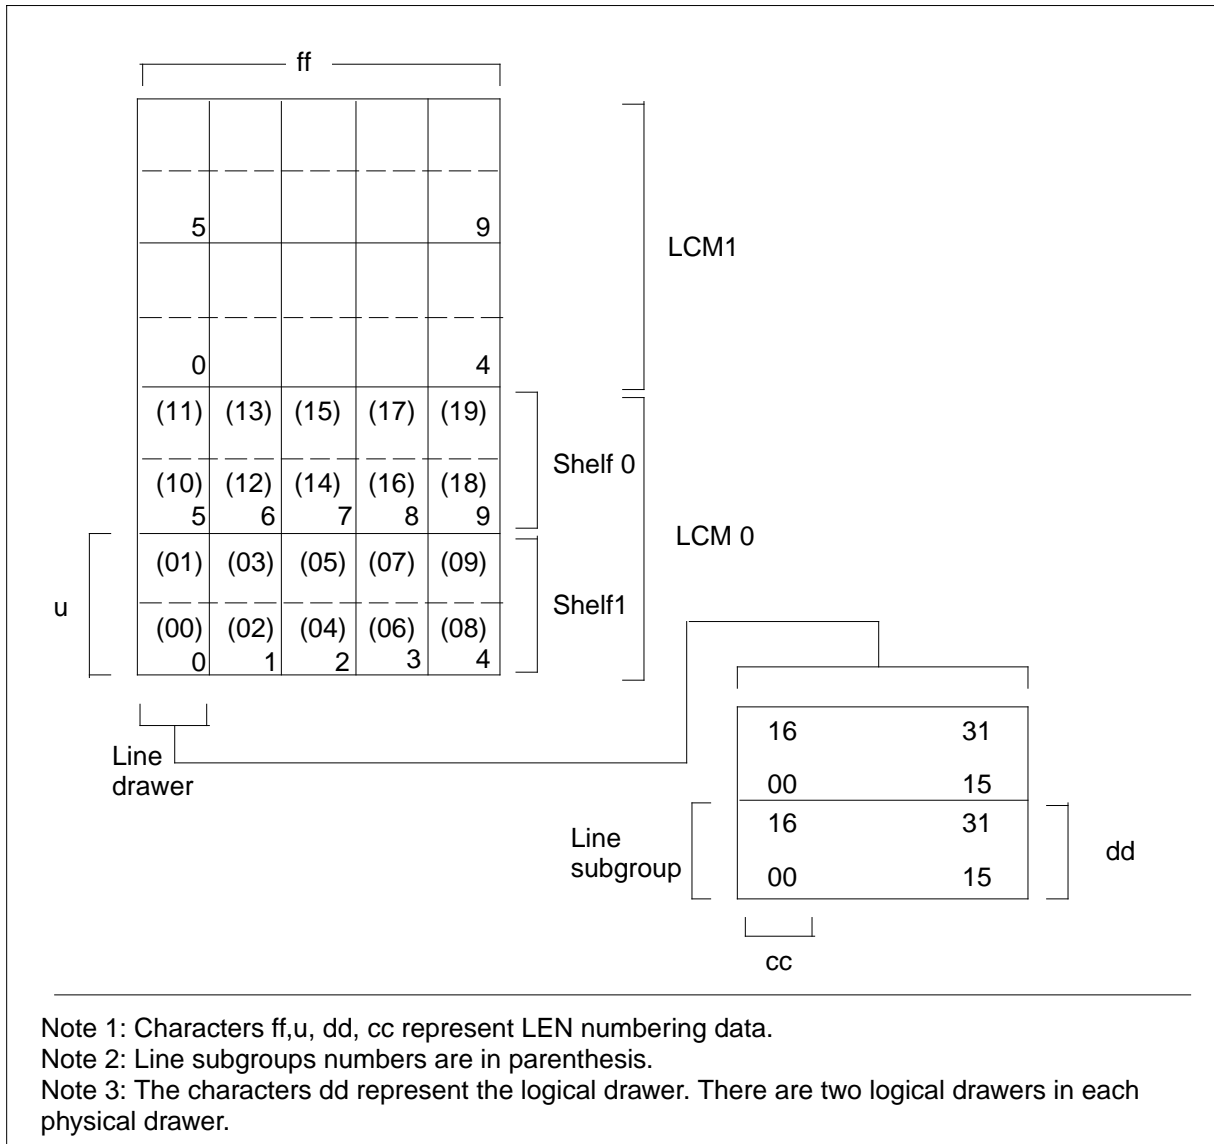 ff
5 9
LCM1
0 4
(11) (13) (15) (17) (19)
Shelf 0
(10) (12) (14) (16) (18)
5 6 7 8 9
LCM 0
(01) (03) (05) (07) (09)
u
Shelf1
(00) (02) (04) (06) (08)
0 1 2 3 4
Line
drawer
16 31
00 15
16 31
Line
subgroup
dd
00 15
cc
Note 1: Characters ff,u, dd, cc represent LEN numbering data.
Note 2: Line subgroups numbers are in parenthesis.
Note 3: The characters dd represent the logical drawer. There are two logical drawers in each
physical drawer.